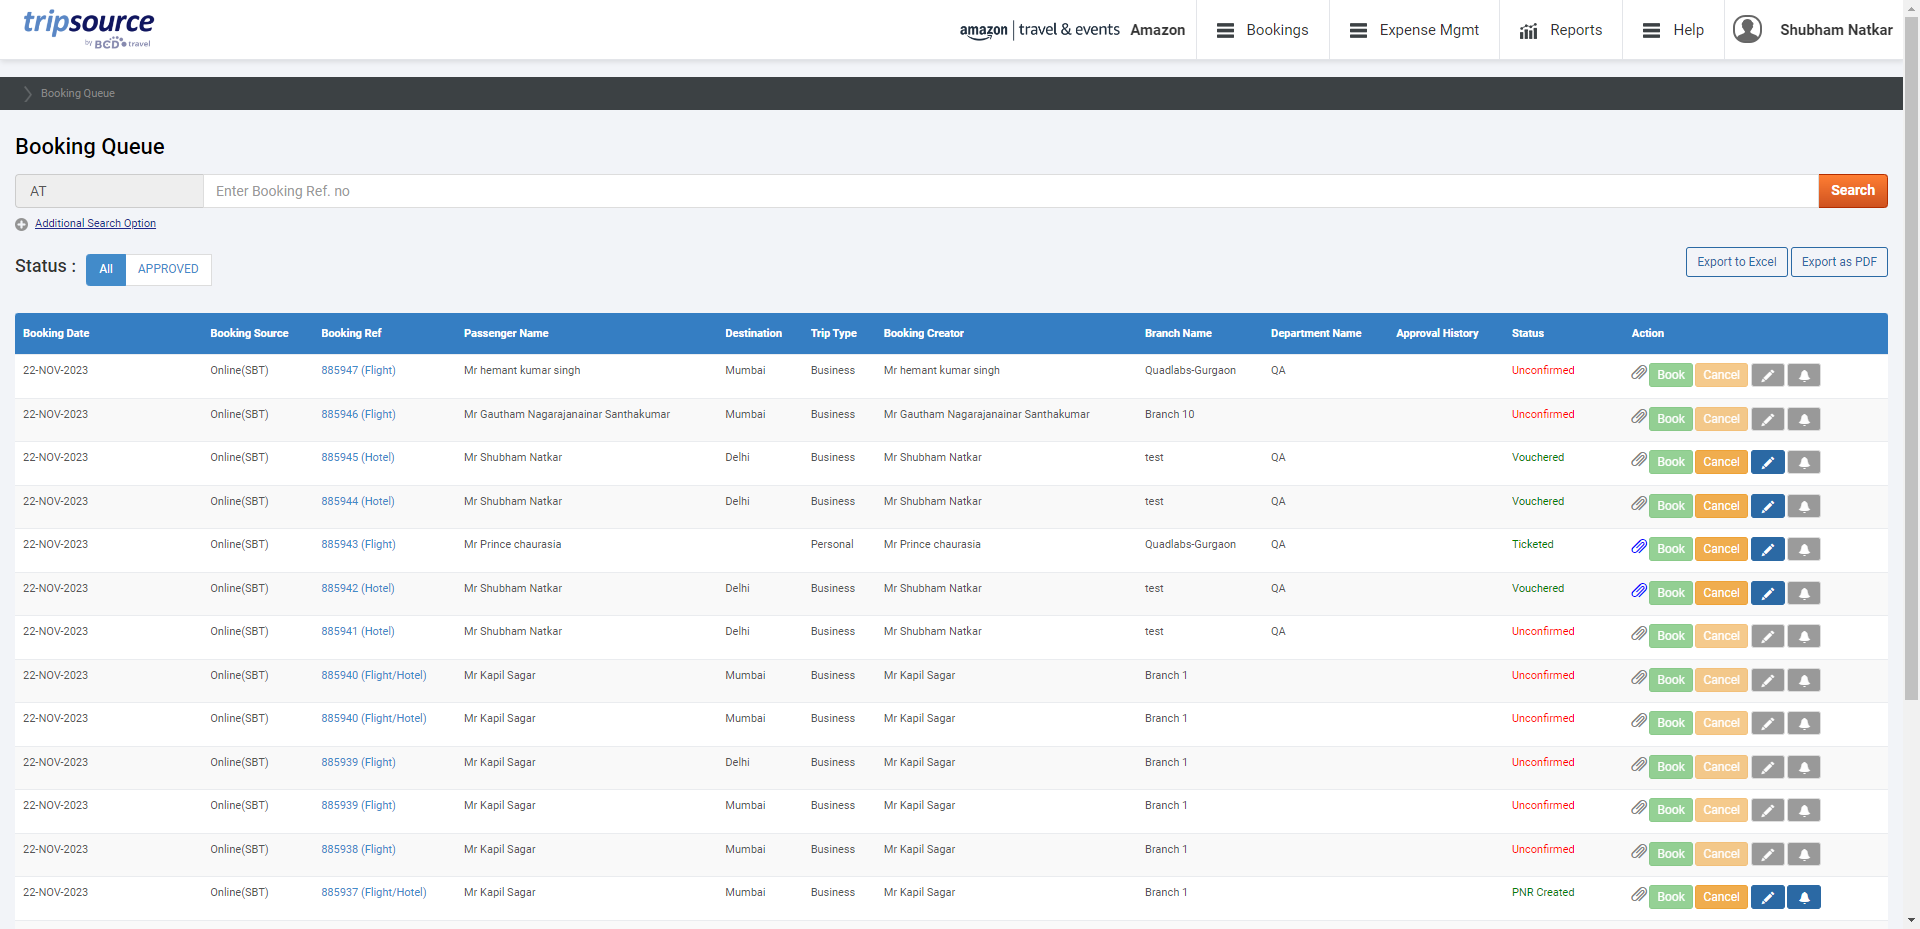 tripsource
by BCD travel
amazon | travel & events Amazon Bookings Expense Mgmt Reports Help Shubham Natkar
Booking Queue
Booking Queue
AT Enter Booking Ref. no Search
Additional Search Option
Status : All APPROVED Export to Excel Export as PDF
Booking Date Booking Source Booking Ref Passenger Name Destination Trip Type Booking Creator Branch Name Department Name Approval History Status Action
22-NOV-2023 Online(SBT) 885947 (Flight) Mr hemant kumar singh Mumbai Business Mr hemant kumar singh Quadlabs-Gurgaon QA Unconfirmed Book Cancel
22-NOV-2023 Online(SBT) 885946 (Flight) Mr Gautham Nagarajanainar Santhakumar Mumbai Business Mr Gautham Nagarajanainar Santhakumar Branch 10 Unconfirmed Book Cancel
22-NOV-2023 Online(SBT) 885945 (Hotel) Mr Shubham Natkar Delhi Business Mr Shubham Natkar test QA Vouchered Book Cancel
22-NOV-2023 Online(SBT) 885944 (Hotel) Mr Shubham Natkar Delhi Business Mr Shubham Natkar test QA Vouchered Book Cancel
22-NOV-2023 Online(SBT) 885943 (Flight) Mr Prince chaurasia Personal Mr Prince chaurasia Quadlabs-Gurgaon QA Ticketed Book Cancel
22-NOV-2023 Online(SBT) 885942 (Hotel) Mr Shubham Natkar Delhi Business Mr Shubham Natkar test QA Vouchered Book Cancel
22-NOV-2023 Online(SBT) 885941 (Hotel) Mr Shubham Natkar Delhi Business Mr Shubham Natkar test QA Unconfirmed Book Cancel
22-NOV-2023 Online(SBT) 885940 (Flight/Hotel) Mr Kapil Sagar Mumbai Business Mr Kapil Sagar Branch 1 Unconfirmed Book Cancel
22-NOV-2023 Online(SBT) 885940 (Flight/Hotel) Mr Kapil Sagar Mumbai Business Mr Kapil Sagar Branch 1 Unconfirmed Book Cancel
22-NOV-2023 Online(SBT) 885939 (Flight) Mr Kapil Sagar Delhi Business Mr Kapil Sagar Branch 1 Unconfirmed Book Cancel
22-NOV-2023 Online(SBT) 885939 (Flight) Mr Kapil Sagar Mumbai Business Mr Kapil Sagar Branch 1 Unconfirmed Book Cancel
22-NOV-2023 Online(SBT) 885938 (Flight) Mr Kapil Sagar Mumbai Business Mr Kapil Sagar Branch 1 Unconfirmed Book Cancel
22-NOV-2023 Online(SBT) 885937 (Flight/Hotel) Mr Kapil Sagar Mumbai Business Mr Kapil Sagar Branch 1 PNR Created Book Cancel